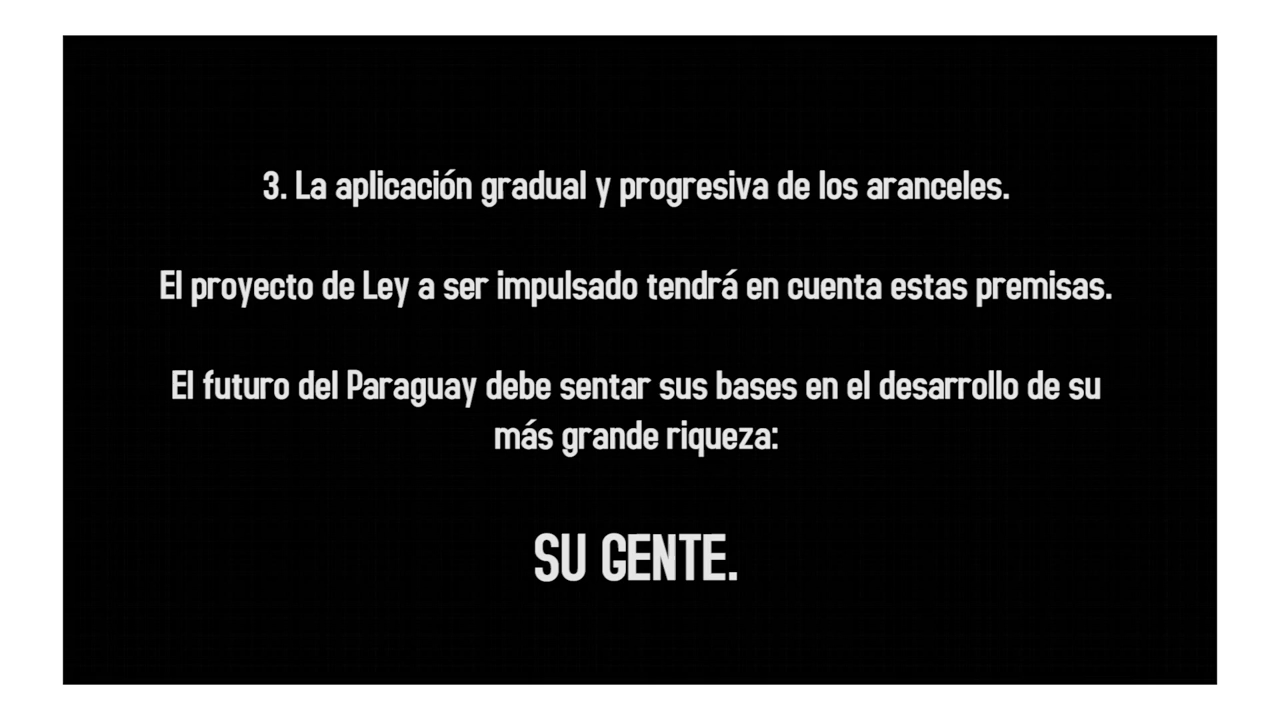 3. La aplicación gradual y progresiva de los aranceles.
El proyecto de Ley a ser impulsado tendrá en cuenta estas premisas.
El futuro del Paraguay debe sentar sus bases en el desarrollo de su
más grande riqueza:
SU GENTE.